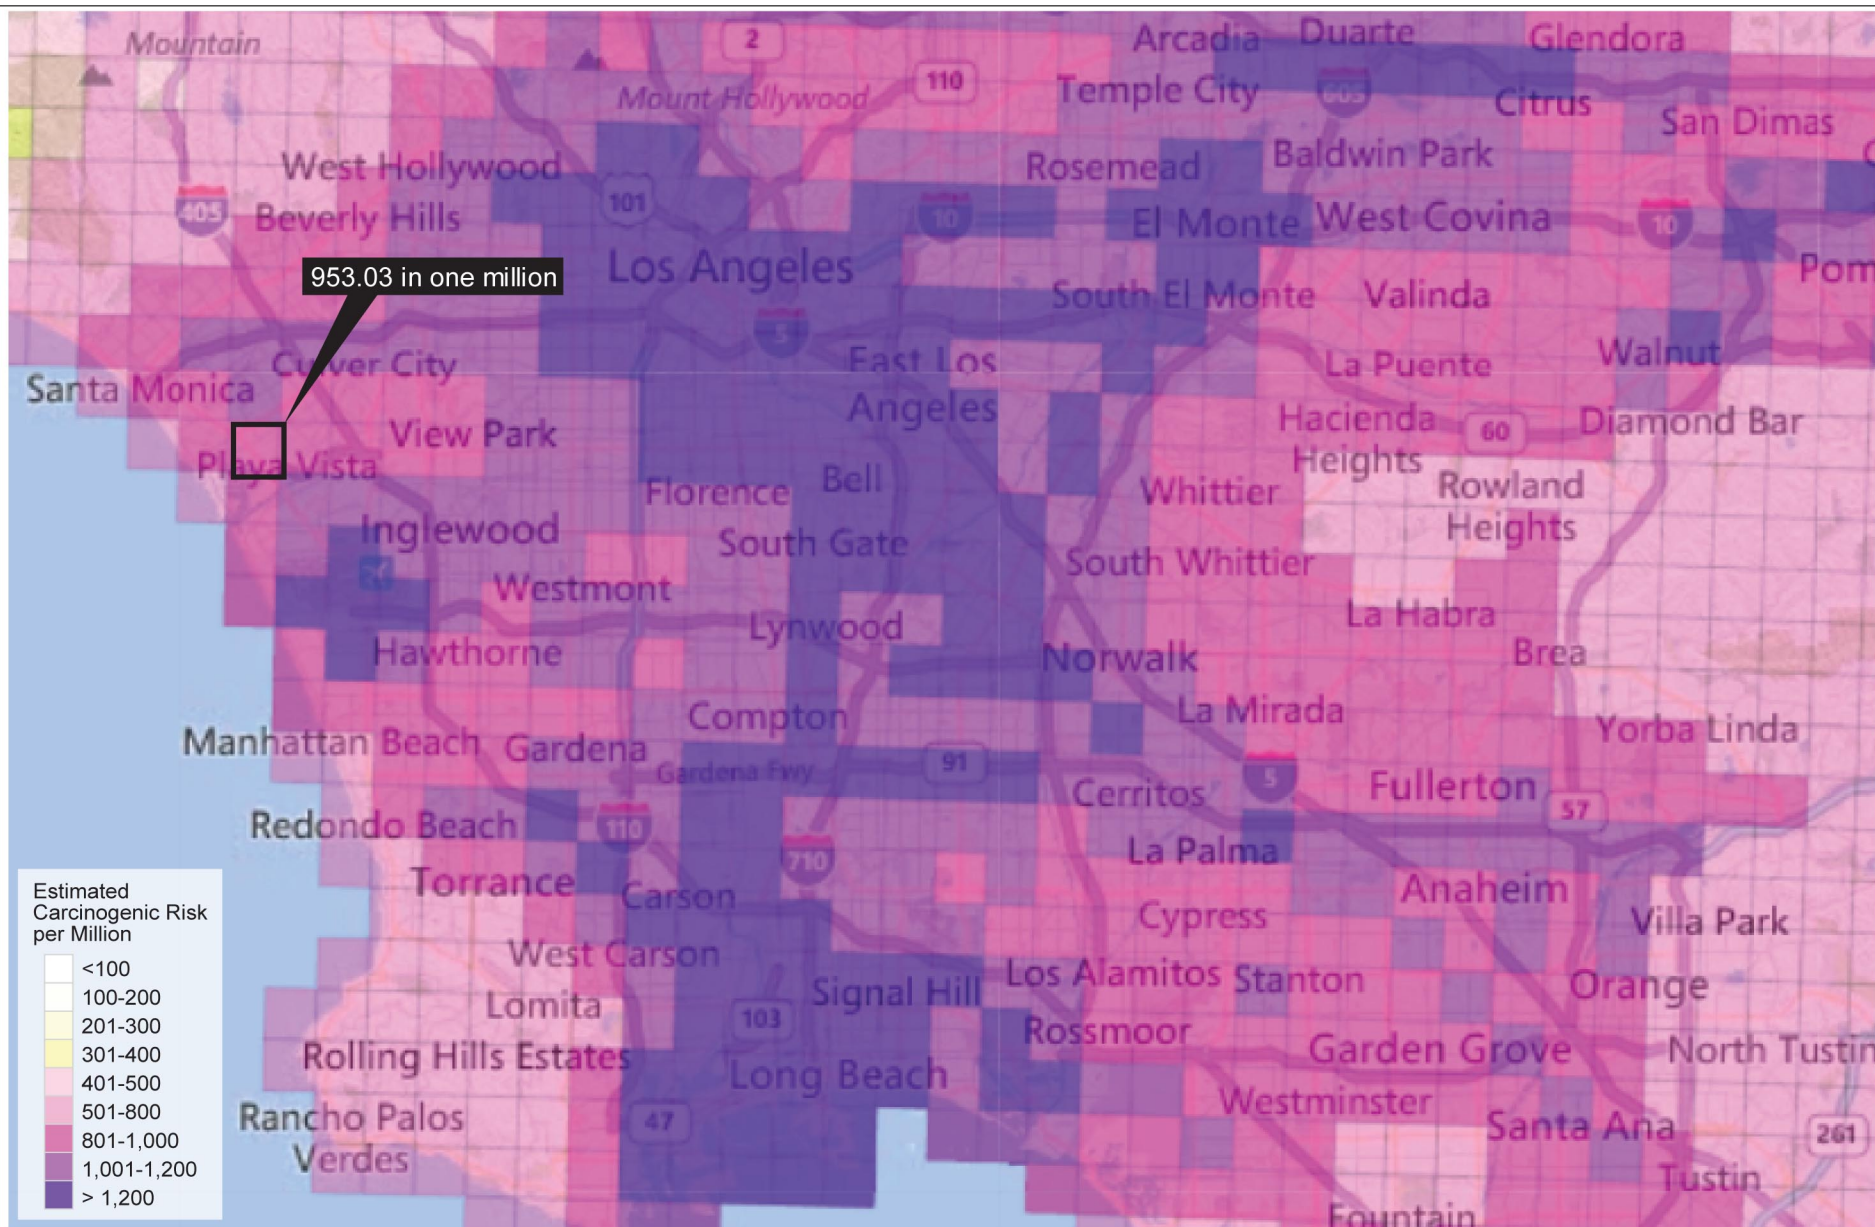 Mountain
2
Arcadia
Duarte
Glendora
110
Mount Hollywood
Temple City
605
Citrus
San Dimas
West Hollywood
Rosemead
Baldwin Park
405
Beverly Hills
101
10
El Monte
West Covina
10
Los Angeles
953.03 in one million
South El Monte
Valinda
Pom
5
Culver City
East Los
Angeles
La Puente
Walnut
Santa Monica
View Park
Hacienda
Heights
60
Diamond Bar
Playa Vista
Florence
Bell
Whittier
Rowland
Heights
Inglewood
South Gate
South Whittier
Westmont
Lynwood
La Habra
Hawthorne
Norwalk
Brea
Compton
La Mirada
Manhattan Beach
Gardena
Yorba Linda
Gardena Fwy
91
5
Cerritos
Fullerton
57
Redondo Beach
110
710
La Palma
Torrance
Carson
Anaheim
Cypress
Villa Park
West Carson
Los Alamitos
Stanton
Signal Hill
Orange
Lomita
103
Rossmoor
Rolling Hills Estates
Garden Grove
North Tustin
Long Beach
Westminster
Rancho Palos
Verdes
47
Santa Ana
261
Tustin
Fountain
Estimated
Carcinogenic Risk
per Million
<100
100-200
201-300
301-400
401-500
501-800
801-1,000
1,001-1,200
> 1,200